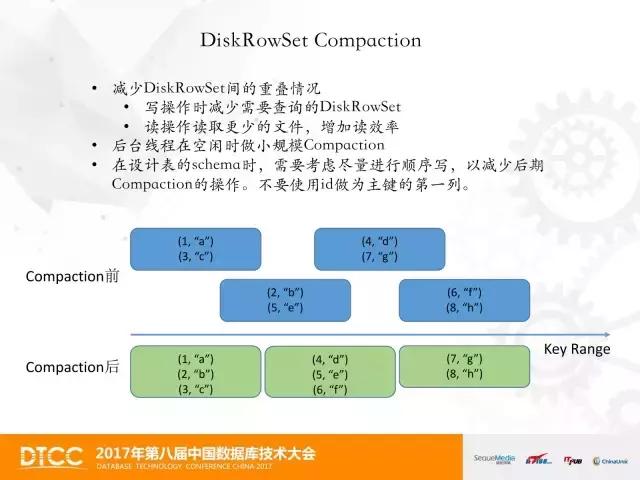 DiskRowSet Compaction
• 减少DiskRowSet间的重叠情况
• 写操作时减少需要查询的DiskRowSet
• 读操作读取更少的文件，增加读效率
• 后台线程在空闲时做小规模Compaction
• 在设计表的schema时，需要考虑尽量进行顺序写，以减少后期
Compaction的操作。不要使用id做为主键的第一列。
(1, “a”)
(3, “c”)
(4, “d”)
(7, “g”)
Compaction前
(2, “b”)
(5, “e”)
(6, “f”)
(8, “h”)
Key Range
Compaction后
(1, “a”)
(2, “b”)
(3, “c”)
(4, “d”)
(5, “e”)
(6, “f”)
(7, “g”)
(8, “h”)
DTCC
2017年第八届中国数据库技术大会
DATABASE TECHNOLOGY CONFERENCE CHINA 2017
SequeMedia
ITPUB
ChinaUnix